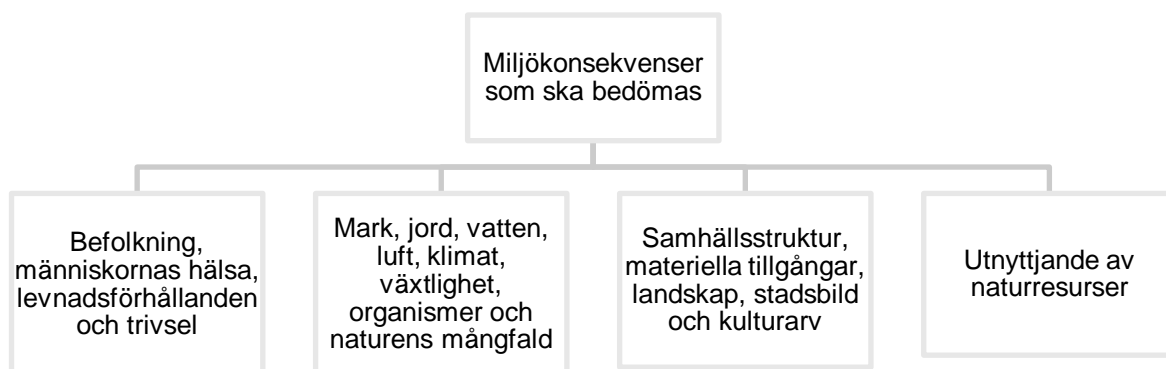 Miljökonsekvenser
som ska bedömas
Befolkning,
människornas hälsa,
levnadsförhållanden
och trivsel
Mark, jord, vatten,
luft, klimat,
växtlighet,
organismer och
naturens mångfald
Samhällsstruktur,
materiella tillgångar,
landskap, stadsbild
och kulturarv
Utnyttjande av
naturresurser